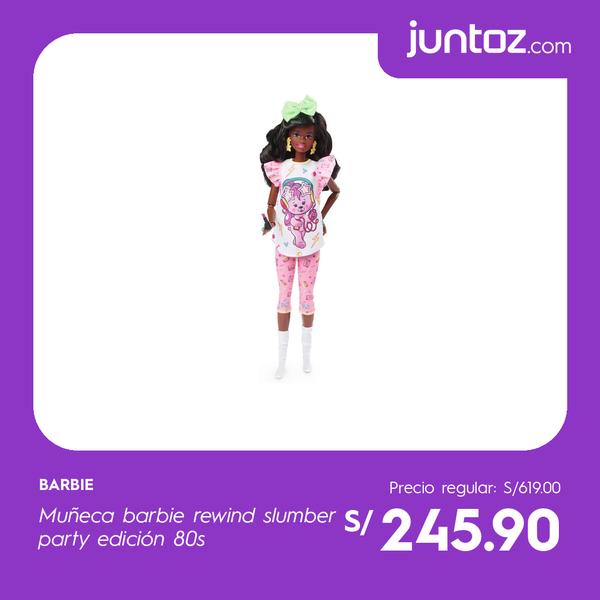 juntoz.com
BARBIE
Muñeca barbie rewind slumber
party edición 80s
Precio regular: S/619.00
S/ 245.90